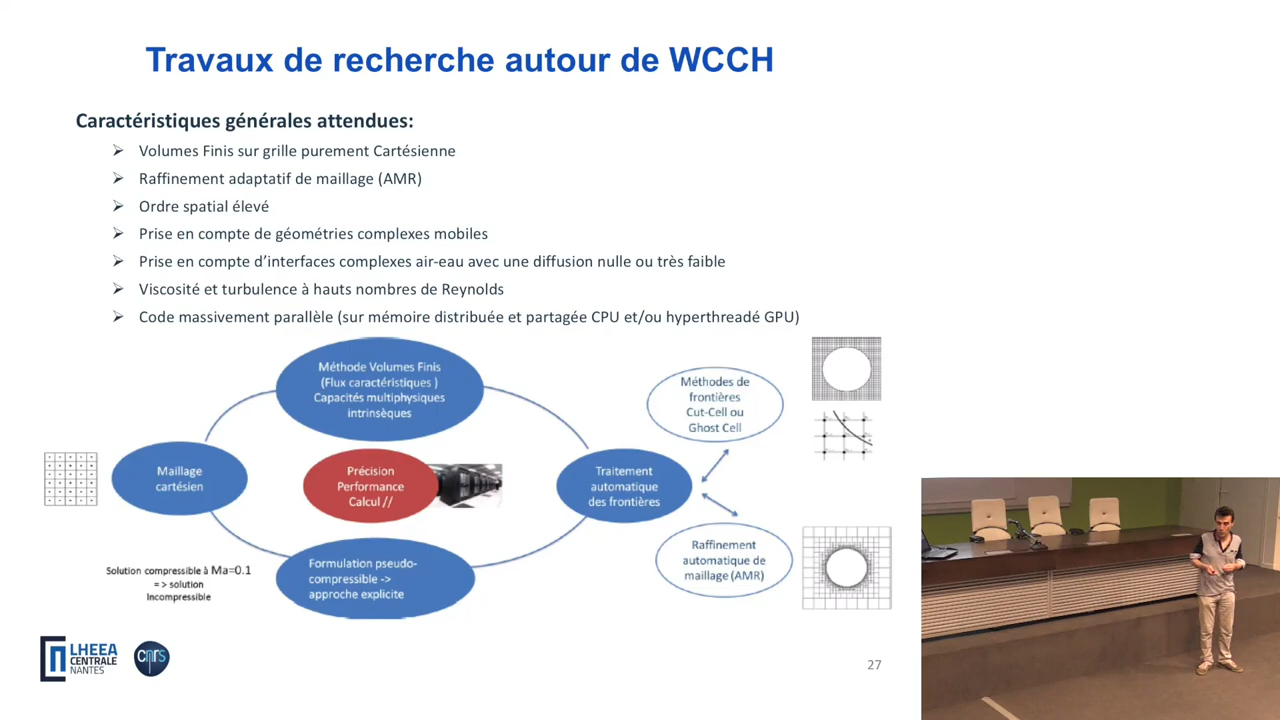 Travaux de recherche autour de WCCH
Caractéristiques générales attendues:
Volumes Finis sur grille purement Cartésienne
Raffinement adaptatif de maillage (AMR)
Ordre spatial élevé
Prise en compte de géométries complexes mobiles
Prise en compte d'interfaces complexes air-eau avec une diffusion nulle ou très faible
Viscosité et turbulence à hauts nombres de Reynolds
Code massivement parallèle (sur mémoire distribuée et partagée CPU et/ou hyperthreadé GPU)
Méthode Volumes Finis
(Flux caractéristiques )
Capacités multiphysiques
intrinsèques
Méthodes de
frontières
Cut-Cell ou
Ghost Cell
Maillage
cartésien
Précision
Performance
Calcul //
Traitement
automatique
des frontières
Formulation pseudo-
compressible ->
approche explicite
Raffinement
automatique de
maillage (AMR)
Solution compressible à Ma=0.1
= > solution
Incompressible
LHEEA
CENTRALE
NANTES
cnrs
27